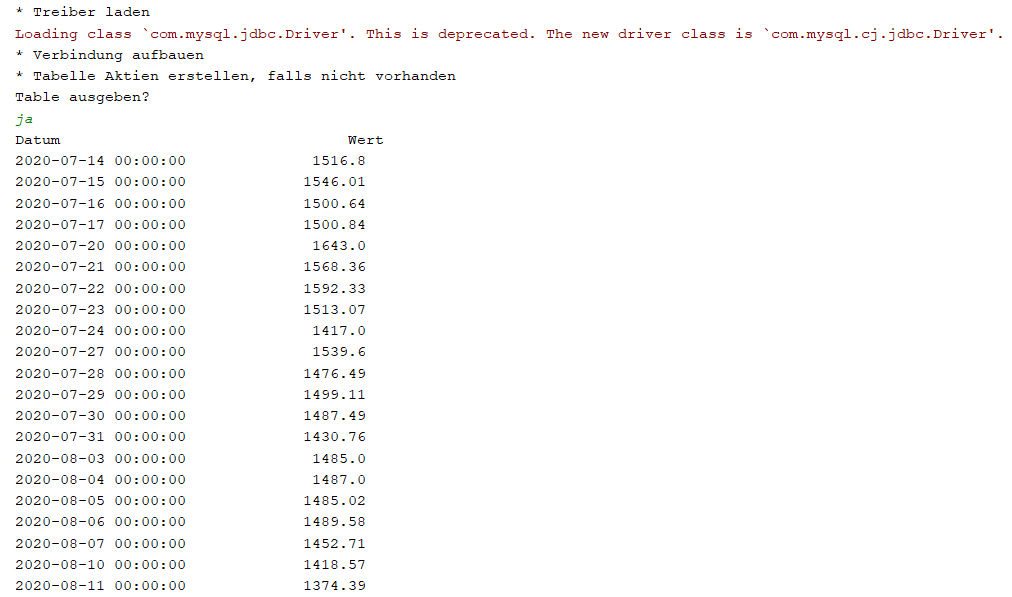 * Treiber laden
Loading class `com.mysql.jdbc.Driver'. This is deprecated. The new driver class is `com.mysql.cj.jdbc.Driver'.
* Verbindung aufbauen
* Tabelle Aktien erstellen, falls nicht vorhanden
Table ausgeben?
ja
Datum Wert
2020-07-14 00:00:00 1516.8
2020-07-15 00:00:00 1546.01
2020-07-16 00:00:00 1500.64
2020-07-17 00:00:00 1500.84
2020-07-20 00:00:00 1643.0
2020-07-21 00:00:00 1568.36
2020-07-22 00:00:00 1592.33
2020-07-23 00:00:00 1513.07
2020-07-24 00:00:00 1417.0
2020-07-27 00:00:00 1539.6
2020-07-28 00:00:00 1476.49
2020-07-29 00:00:00 1499.11
2020-07-30 00:00:00 1487.49
2020-07-31 00:00:00 1430.76
2020-08-03 00:00:00 1485.0
2020-08-04 00:00:00 1487.0
2020-08-05 00:00:00 1485.02
2020-08-06 00:00:00 1489.58
2020-08-07 00:00:00 1452.71
2020-08-10 00:00:00 1418.57
2020-08-11 00:00:00 1374.39